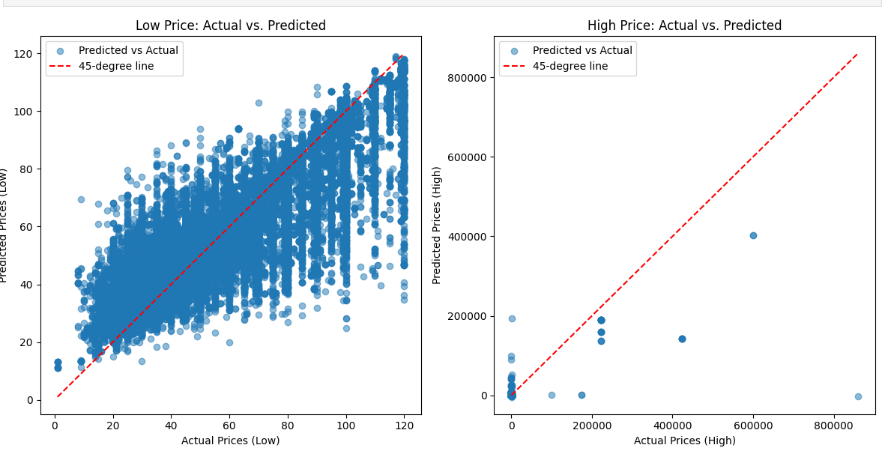 Low Price: Actual vs. Predicted
Predicted vs Actual
45-degree line
120
100
80
60
40
20
0
Predicted Prices (Low)
0 20 40 60 80 100 120
Actual Prices (Low)
High Price: Actual vs. Predicted
Predicted vs Actual
45-degree line
800000
600000
400000
200000
0
Predicted Prices (High)
0 200000 400000 600000 800000
Actual Prices (High)